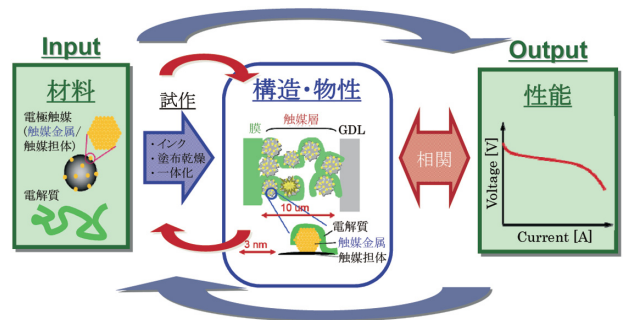 Input
材料
電極触媒
(触媒金属/
触媒担体)
電解質
試作
・インク
・塗布乾燥
・一体化
構造・物性
膜
触媒層
GDL
10 um
3 nm
電解質
触媒金属
触媒担体
相関
Output
性能
Voltage [V]
Current [A]